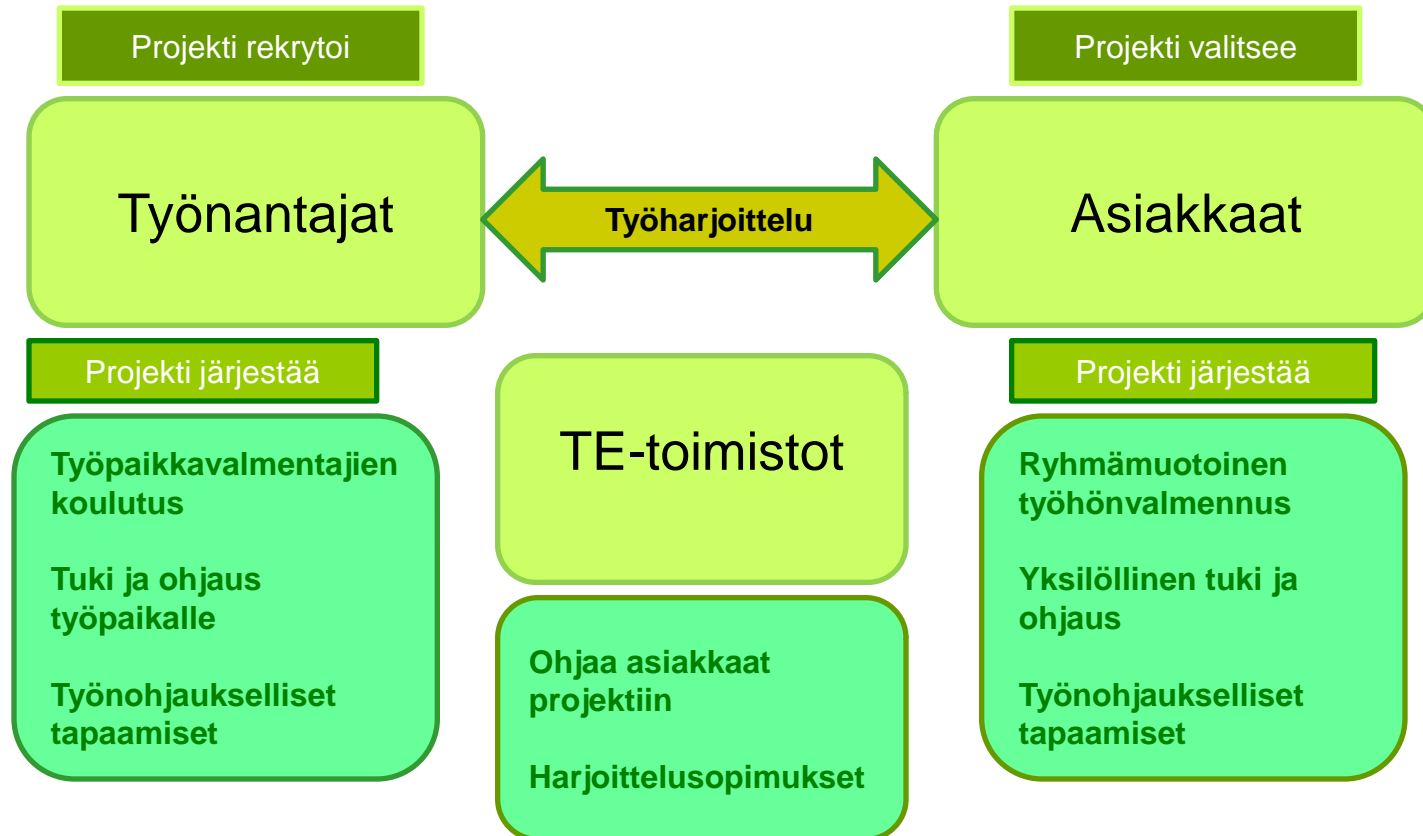 Projekti rekrytoi
Projekti valitsee
Työnantajat
Työharjoittelu
Asiakkaat
Projekti järjestää
Projekti järjestää
Työpaikkavalmentajien
koulutus
Tuki ja ohjaus
työpaikalle
Työnohjaukselliset
tapaamiset
TE-toimistot
Ohjaa asiakkaat
projektiin
Harjoittelusopimukset
Ryhmämuotoinen
työhönvalmennus
Yksilöllinen tuki ja
ohjaus
Työnohjaukselliset
tapaamiset